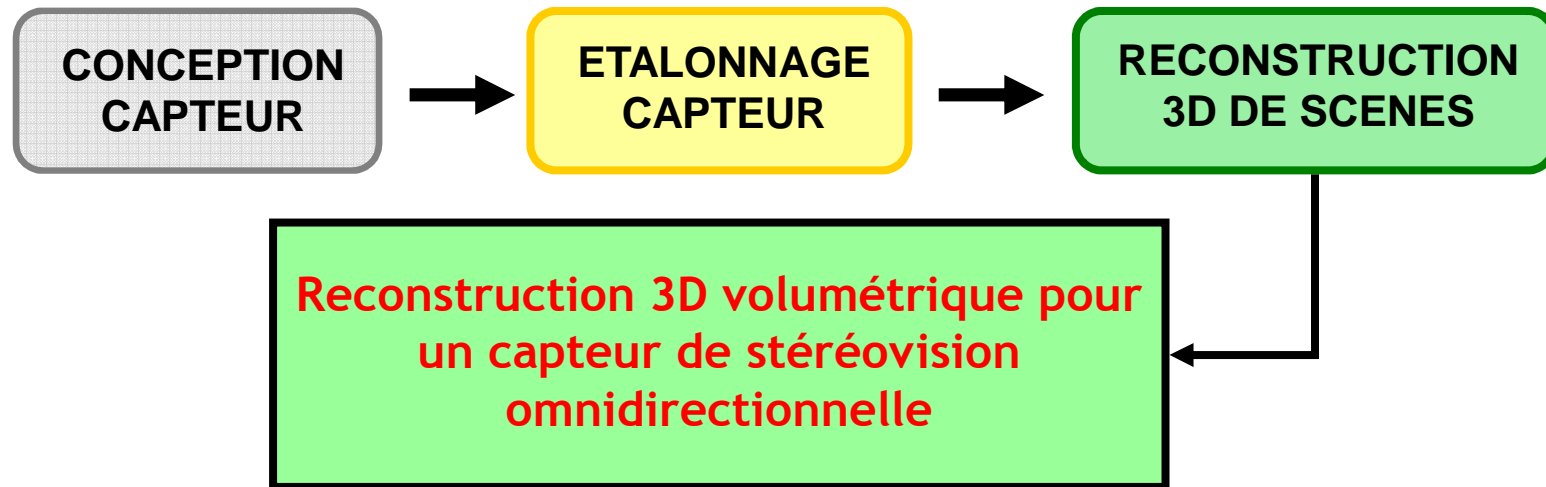 CONCEPTION
CAPTEUR
ETALONNAGE
CAPTEUR
RECONSTRUCTION
3D DE SCENES
Reconstruction 3D volumétrique pour
un capteur de stéréovision
omnidirectionnelle